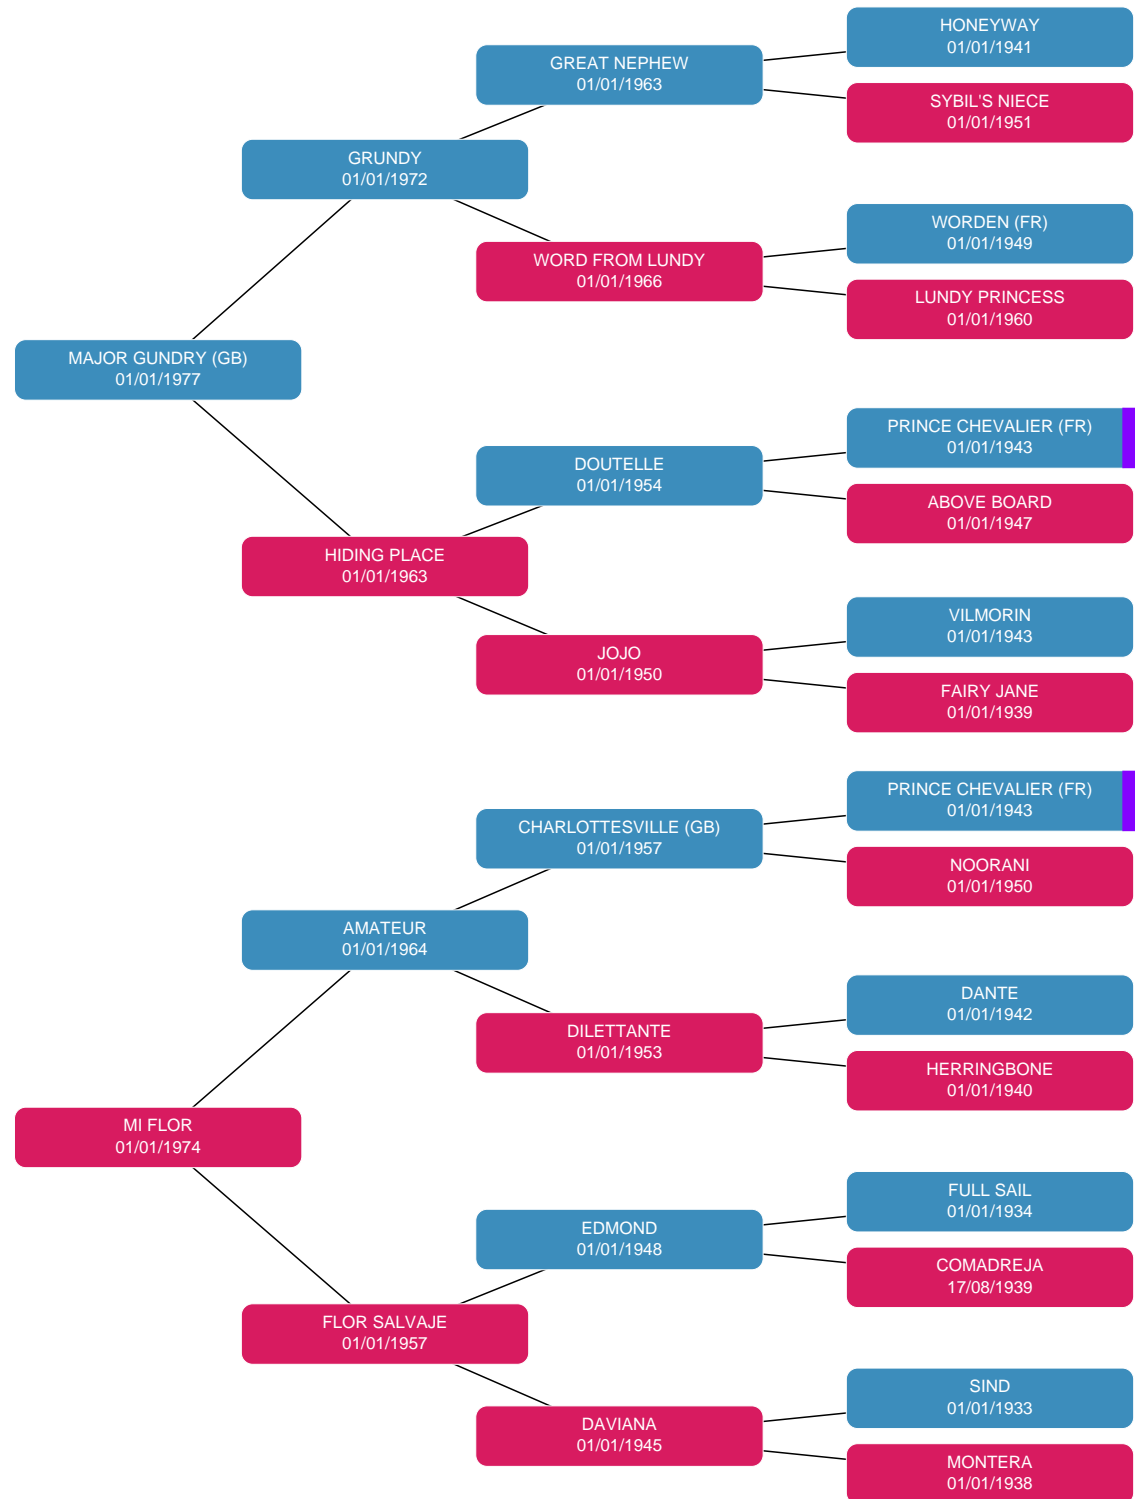 HONEYWAY
01/01/1941
GREAT NEPHEW
01/01/1963
SYBIL'S NIECE
01/01/1951
GRUNDY
01/01/1972
WORDEN (FR)
01/01/1949
WORD FROM LUNDY
01/01/1966
LUNDY PRINCESS
01/01/1960
MAJOR GUNDRY (GB)
01/01/1977
PRINCE CHEVALIER (FR)
01/01/1943
DOUTELLE
01/01/1954
ABOVE BOARD
01/01/1947
HIDING PLACE
01/01/1963
VILMORIN
01/01/1943
JOJO
01/01/1950
FAIRY JANE
01/01/1939
PRINCE CHEVALIER (FR)
01/01/1943
CHARLOTTESVILLE (GB)
01/01/1957
NOORANI
01/01/1950
AMATEUR
01/01/1964
DANTE
01/01/1942
DILETTANTE
01/01/1953
HERRINGBONE
01/01/1940
MI FLOR
01/01/1974
FULL SAIL
01/01/1934
EDMOND
01/01/1948
COMADREJA
17/08/1939
FLOR SALVAJE
01/01/1957
SIND
01/01/1933
DAVIANA
01/01/1945
MONTERA
01/01/1938